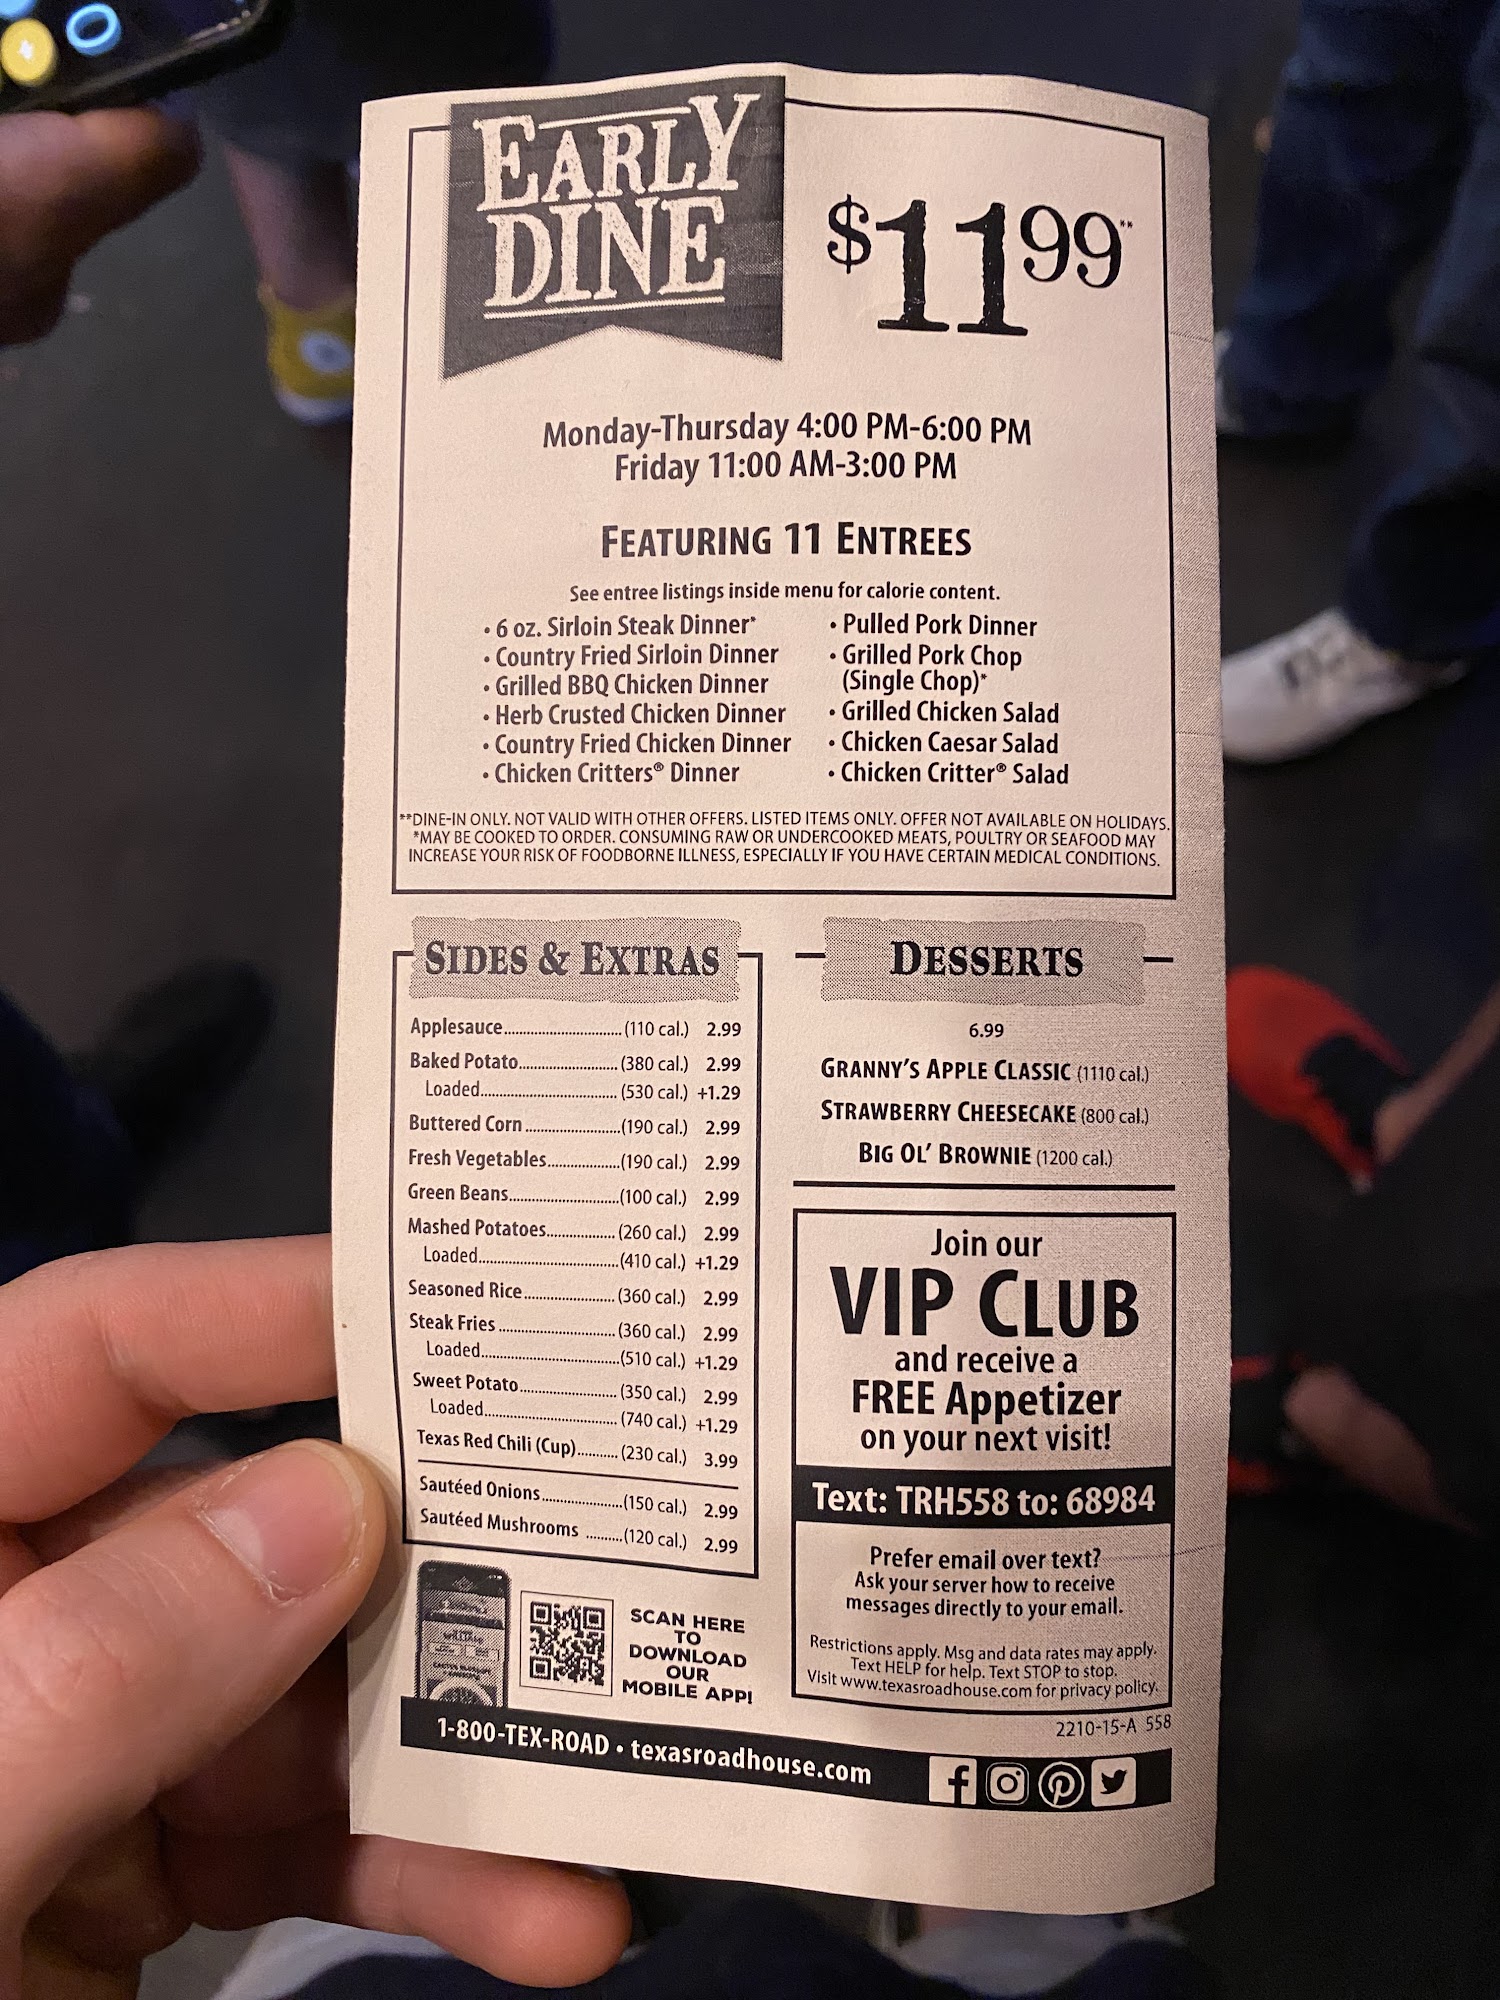 EARLY
DINE
$11 99**
Monday-Thursday 4:00 PM-6:00 PM
Friday 11:00 AM-3:00 PM
FEATURING 11 ENTREES
See entree listings inside menu for calorie content.
• 6 oz. Sirloin Steak Dinner*
• Country Fried Sirloin Dinner
• Grilled BBQ Chicken Dinner
• Herb Crusted Chicken Dinner
• Country Fried Chicken Dinner
• Chicken Critters® Dinner
• Pulled Pork Dinner
• Grilled Pork Chop
(Single Chop)*
• Grilled Chicken Salad
• Chicken Caesar Salad
• Chicken Critter® Salad
**DINE-IN ONLY. NOT VALID WITH OTHER OFFERS. LISTED ITEMS ONLY. OFFER NOT AVAILABLE ON HOLIDAYS.
*MAY BE COOKED TO ORDER. CONSUMING RAW OR UNDERCOOKED MEATS, POULTRY OR SEAFOOD MAY
INCREASE YOUR RISK OF FOODBORNE ILLNESS, ESPECIALLY IF YOU HAVE CERTAIN MEDICAL CONDITIONS.
SIDES & EXTRAS
Applesauce..............................(110 cal.) 2.99
Baked Potato.........................(380 cal.) 2.99
Loaded...................................(530 cal.) +1.29
Buttered Corn........................(190 cal.) 2.99
Fresh Vegetables...................(190 cal.) 2.99
Green Beans............................(100 cal.) 2.99
Mashed Potatoes..................(260 cal.) 2.99
Loaded...................................(410 cal.) +1.29
Seasoned Rice.......................(360 cal.) 2.99
Steak Fries..............................(360 cal.) 2.99
Loaded...................................(510 cal.) +1.29
Sweet Potato.........................(350 cal.) 2.99
Loaded...................................(740 cal.) +1.29
Texas Red Chili (Cup)...........(230 cal.) 3.99
Sautéed Onions.....................(150 cal.) 2.99
Sautéed Mushrooms..........(120 cal.) 2.99
DESSERTS
6.99
GRANNY'S APPLE CLASSIC (1110 cal.)
STRAWBERRY CHEESECAKE (800 cal.)
BIG OL' BROWNIE (1200 cal.)
Join our
VIP CLUB
and receive a
FREE Appetizer
on your next visit!
Text: TRH558 to: 68984
Prefer email over text?
Ask your server how to receive
messages directly to your email.
Restrictions apply. Msg and data rates may apply.
Text HELP for help. Text STOP to stop.
Visit www.texasroadhouse.com for privacy policy.
SCAN HERE
TO
DOWNLOAD
OUR
MOBILE APP!
2210-15-A 558
1-800-TEX-ROAD • texasroadhouse.com